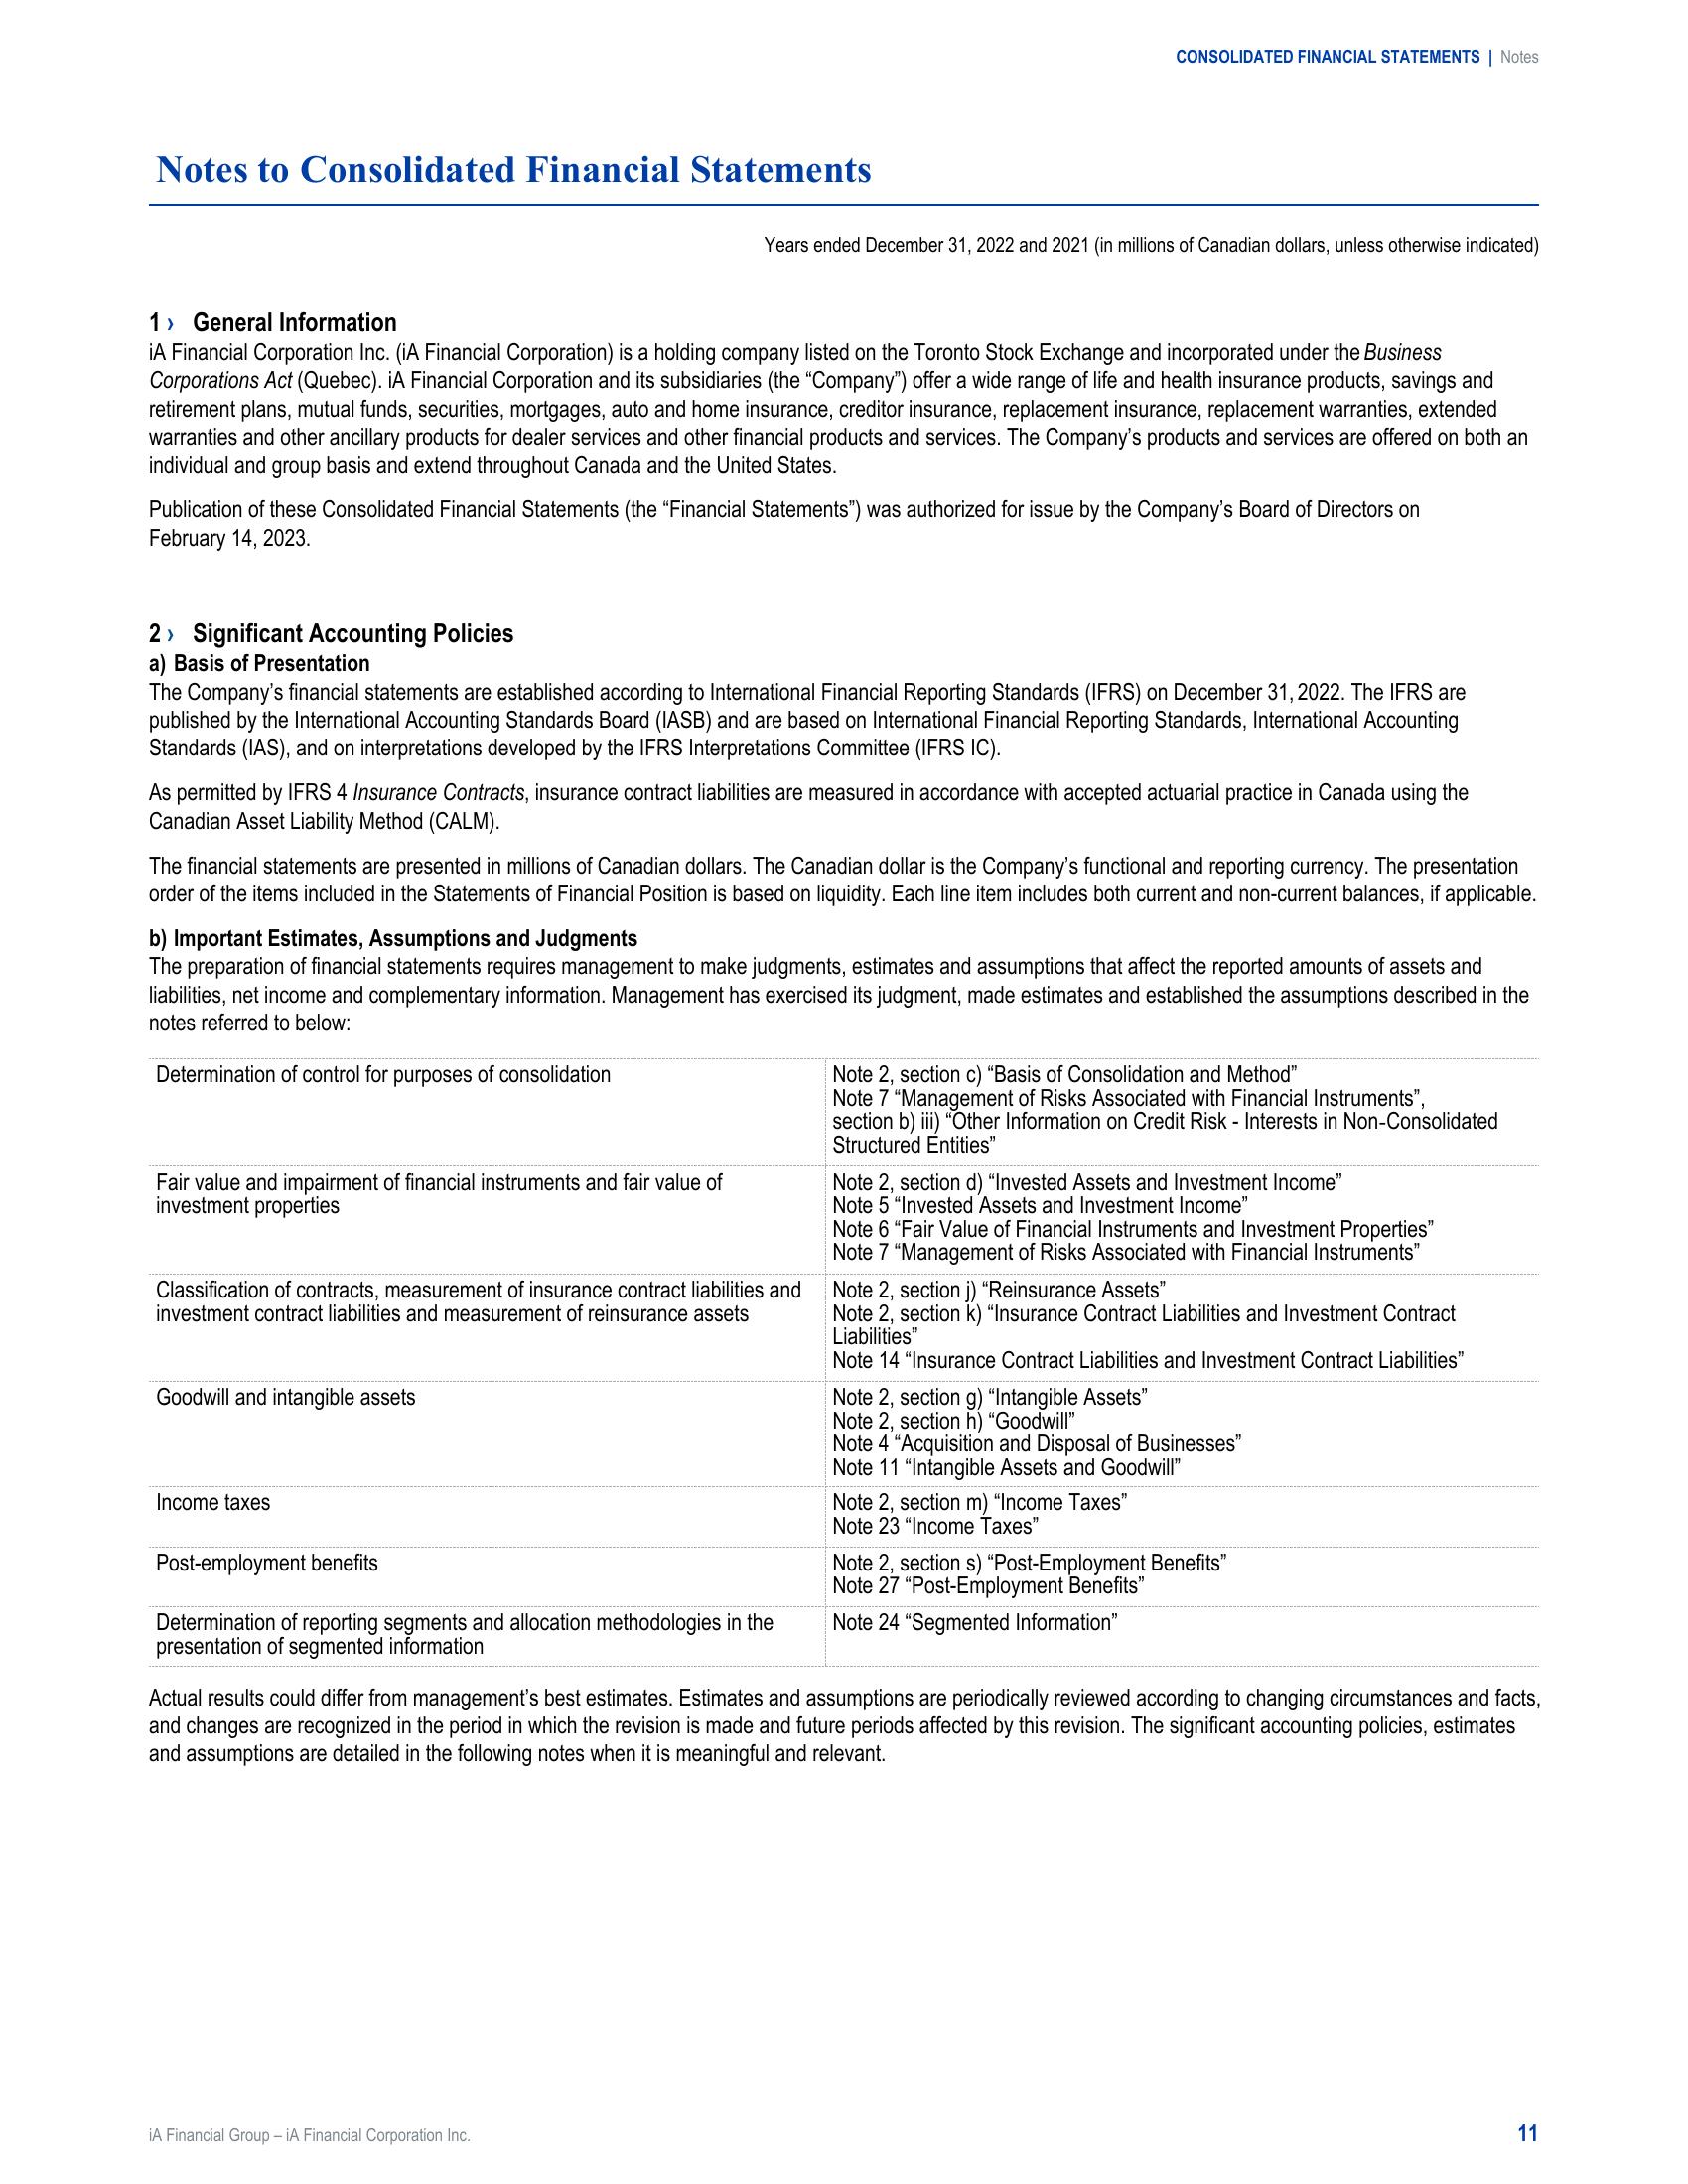 CONSOLIDATED FINANCIAL STATEMENTS | Notes
Notes to Consolidated Financial Statements
Years ended December 31, 2022 and 2021 (in millions of Canadian dollars, unless otherwise indicated)
1 › General Information
iA Financial Corporation Inc. (iA Financial Corporation) is a holding company listed on the Toronto Stock Exchange and incorporated under the Business
Corporations Act (Quebec). iA Financial Corporation and its subsidiaries (the “Company”) offer a wide range of life and health insurance products, savings and
retirement plans, mutual funds, securities, mortgages, auto and home insurance, creditor insurance, replacement insurance, replacement warranties, extended
warranties and other ancillary products for dealer services and other financial products and services. The Company’s products and services are offered on both an
individual and group basis and extend throughout Canada and the United States.
Publication of these Consolidated Financial Statements (the “Financial Statements”) was authorized for issue by the Company’s Board of Directors on
February 14, 2023.
2 › Significant Accounting Policies
a) Basis of Presentation
The Company’s financial statements are established according to International Financial Reporting Standards (IFRS) on December 31, 2022. The IFRS are
published by the International Accounting Standards Board (IASB) and are based on International Financial Reporting Standards, International Accounting
Standards (IAS), and on interpretations developed by the IFRS Interpretations Committee (IFRS IC).
As permitted by IFRS 4 Insurance Contracts, insurance contract liabilities are measured in accordance with accepted actuarial practice in Canada using the
Canadian Asset Liability Method (CALM).
The financial statements are presented in millions of Canadian dollars. The Canadian dollar is the Company’s functional and reporting currency. The presentation
order of the items included in the Statements of Financial Position is based on liquidity. Each line item includes both current and non-current balances, if applicable.
b) Important Estimates, Assumptions and Judgments
The preparation of financial statements requires management to make judgments, estimates and assumptions that affect the reported amounts of assets and
liabilities, net income and complementary information. Management has exercised its judgment, made estimates and established the assumptions described in the
notes referred to below:
Determination of control for purposes of consolidation
Note 2, section c) “Basis of Consolidation and Method”
Note 7 “Management of Risks Associated with Financial Instruments”,
section b) iii) “Other Information on Credit Risk - Interests in Non-Consolidated
Structured Entities”
Fair value and impairment of financial instruments and fair value of
investment properties
Note 2, section d) “Invested Assets and Investment Income”
Note 5 “Invested Assets and Investment Income”
Note 6 “Fair Value of Financial Instruments and Investment Properties”
Note 7 “Management of Risks Associated with Financial Instruments”
Classification of contracts, measurement of insurance contract liabilities and
investment contract liabilities and measurement of reinsurance assets
Note 2, section j) “Reinsurance Assets”
Note 2, section k) “Insurance Contract Liabilities and Investment Contract
Liabilities”
Note 14 “Insurance Contract Liabilities and Investment Contract Liabilities”
Goodwill and intangible assets
Note 2, section g) “Intangible Assets”
Note 2, section h) “Goodwill”
Note 4 “Acquisition and Disposal of Businesses”
Note 11 “Intangible Assets and Goodwill”
Income taxes
Note 2, section m) “Income Taxes”
Note 23 “Income Taxes”
Post-employment benefits
Note 2, section s) “Post-Employment Benefits”
Note 27 “Post-Employment Benefits”
Determination of reporting segments and allocation methodologies in the
presentation of segmented information
Note 24 “Segmented Information”
Actual results could differ from management’s best estimates. Estimates and assumptions are periodically reviewed according to changing circumstances and facts,
and changes are recognized in the period in which the revision is made and future periods affected by this revision. The significant accounting policies, estimates
and assumptions are detailed in the following notes when it is meaningful and relevant.
iA Financial Group – iA Financial Corporation Inc.
11